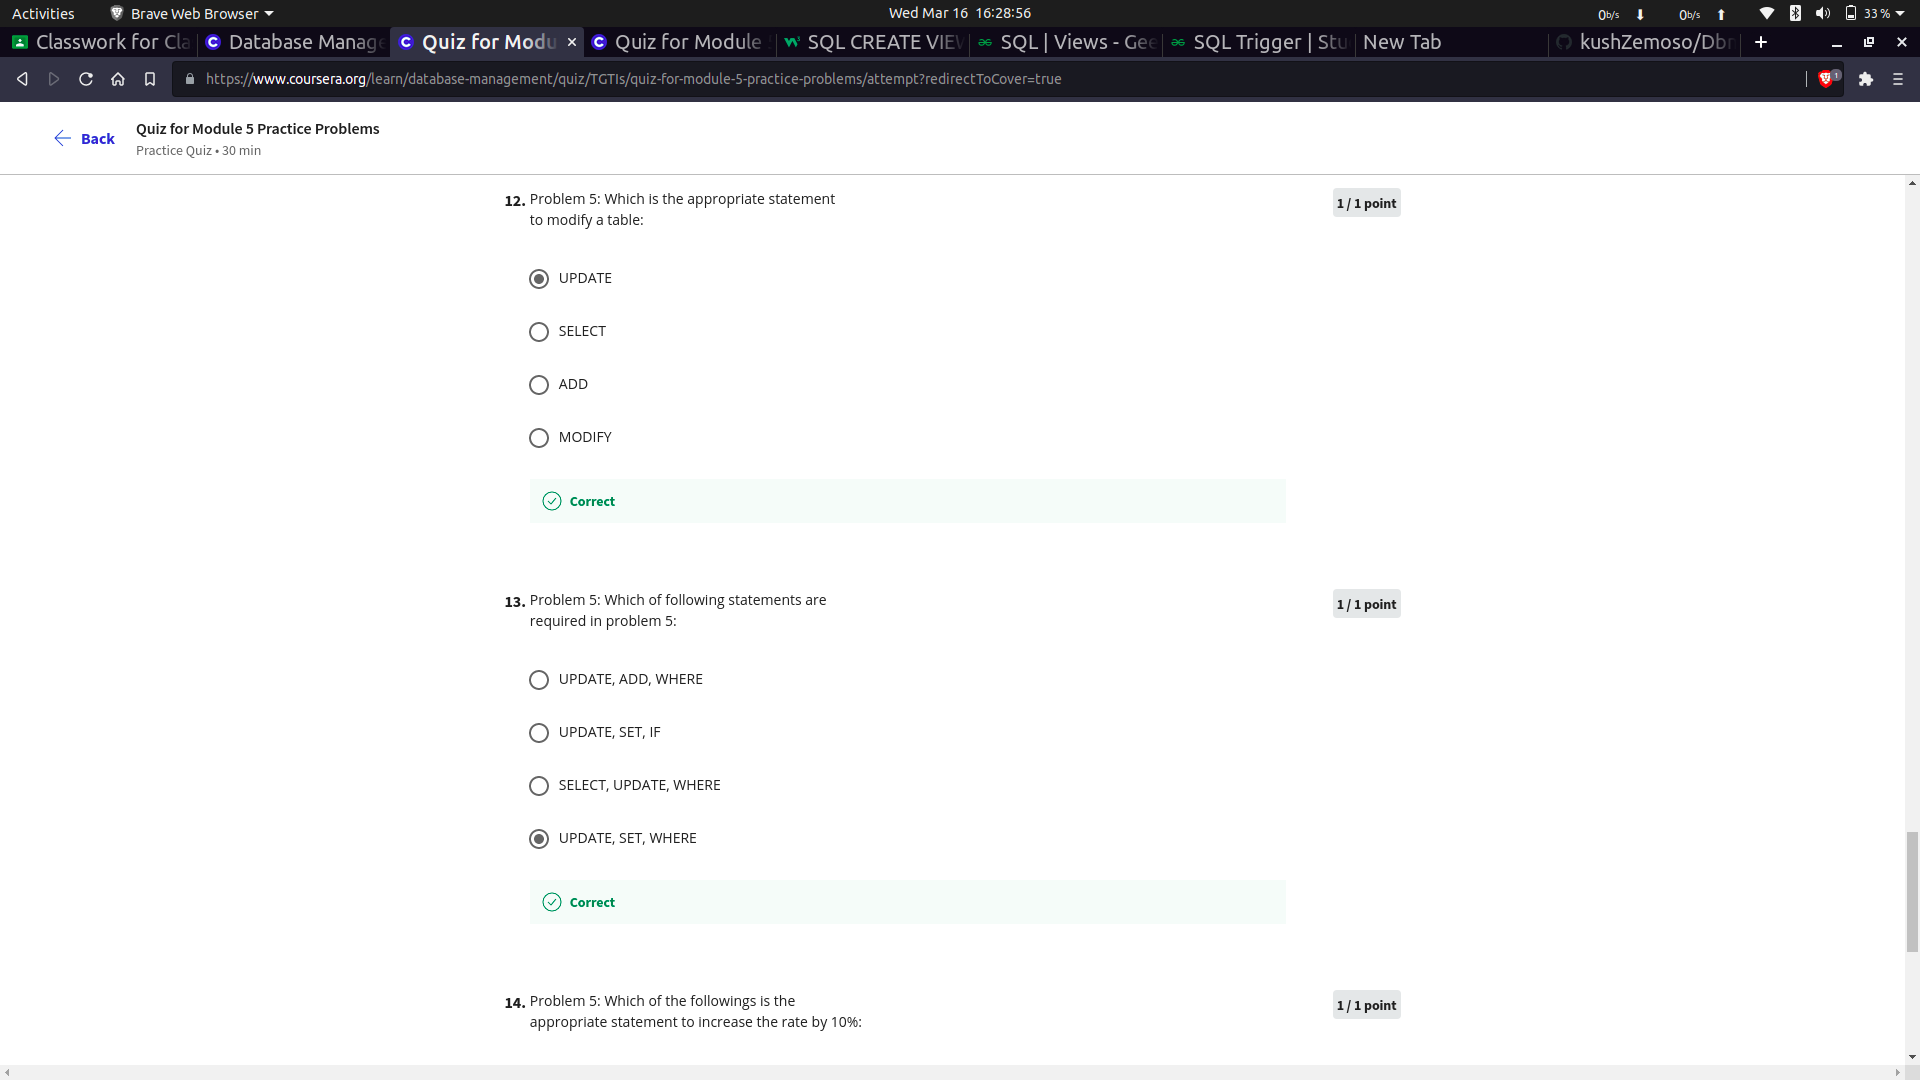 Activities
Brave Web Browser
Wed Mar 16 16:28:56
0b/s
0b/s
33 %
Classwork for Cla
Database Manage
Quiz for Modu
Quiz for Module
SQL CREATE VIEW
SQL | Views - Gee
SQL Trigger | Stu
New Tab
kushZemoso/Dbm
https://www.coursera.org/learn/database-management/quiz/TGTIs/quiz-for-module-5-practice-problems/attempt?redirectToCover=true
1
Back
Quiz for Module 5 Practice Problems
Practice Quiz • 30 min
12. Problem 5: Which is the appropriate statement
to modify a table:
1 / 1 point
UPDATE
SELECT
ADD
MODIFY
Correct
13. Problem 5: Which of following statements are
required in problem 5:
1 / 1 point
UPDATE, ADD, WHERE
UPDATE, SET, IF
SELECT, UPDATE, WHERE
UPDATE, SET, WHERE
Correct
14. Problem 5: Which of the followings is the
appropriate statement to increase the rate by 10%:
1 / 1 point